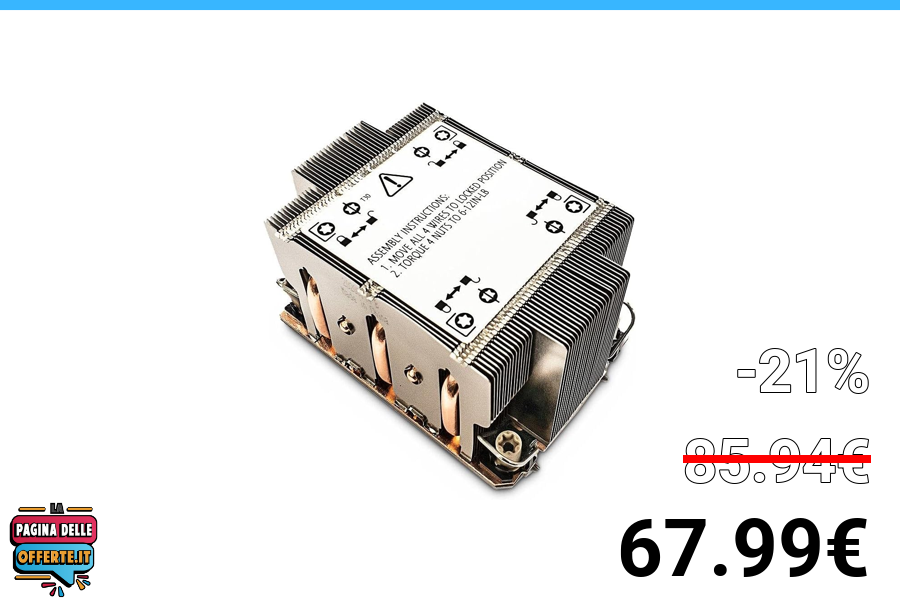 T30
ASSEMBLY INSTRUCTIONS:
1. MOVE ALL 4 WIRES TO LOCKED POSITION
2. TORQUE 4 NUTS TO 6-12IN-LB
-21%
85.94€
67.99€
LA
PAGINA DELLE
OFFERTE.IT